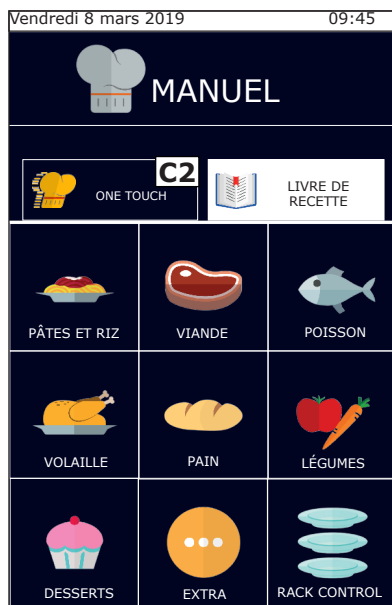 Vendredi 8 mars 2019 09:45
MANUEL
C2
ONE TOUCH
LIVRE DE
RECETTE
PÂTES ET RIZ
VIANDE
POISSON
VOLAILLE
PAIN
LÉGUMES
DESSERTS
EXTRA
RACK CONTROL